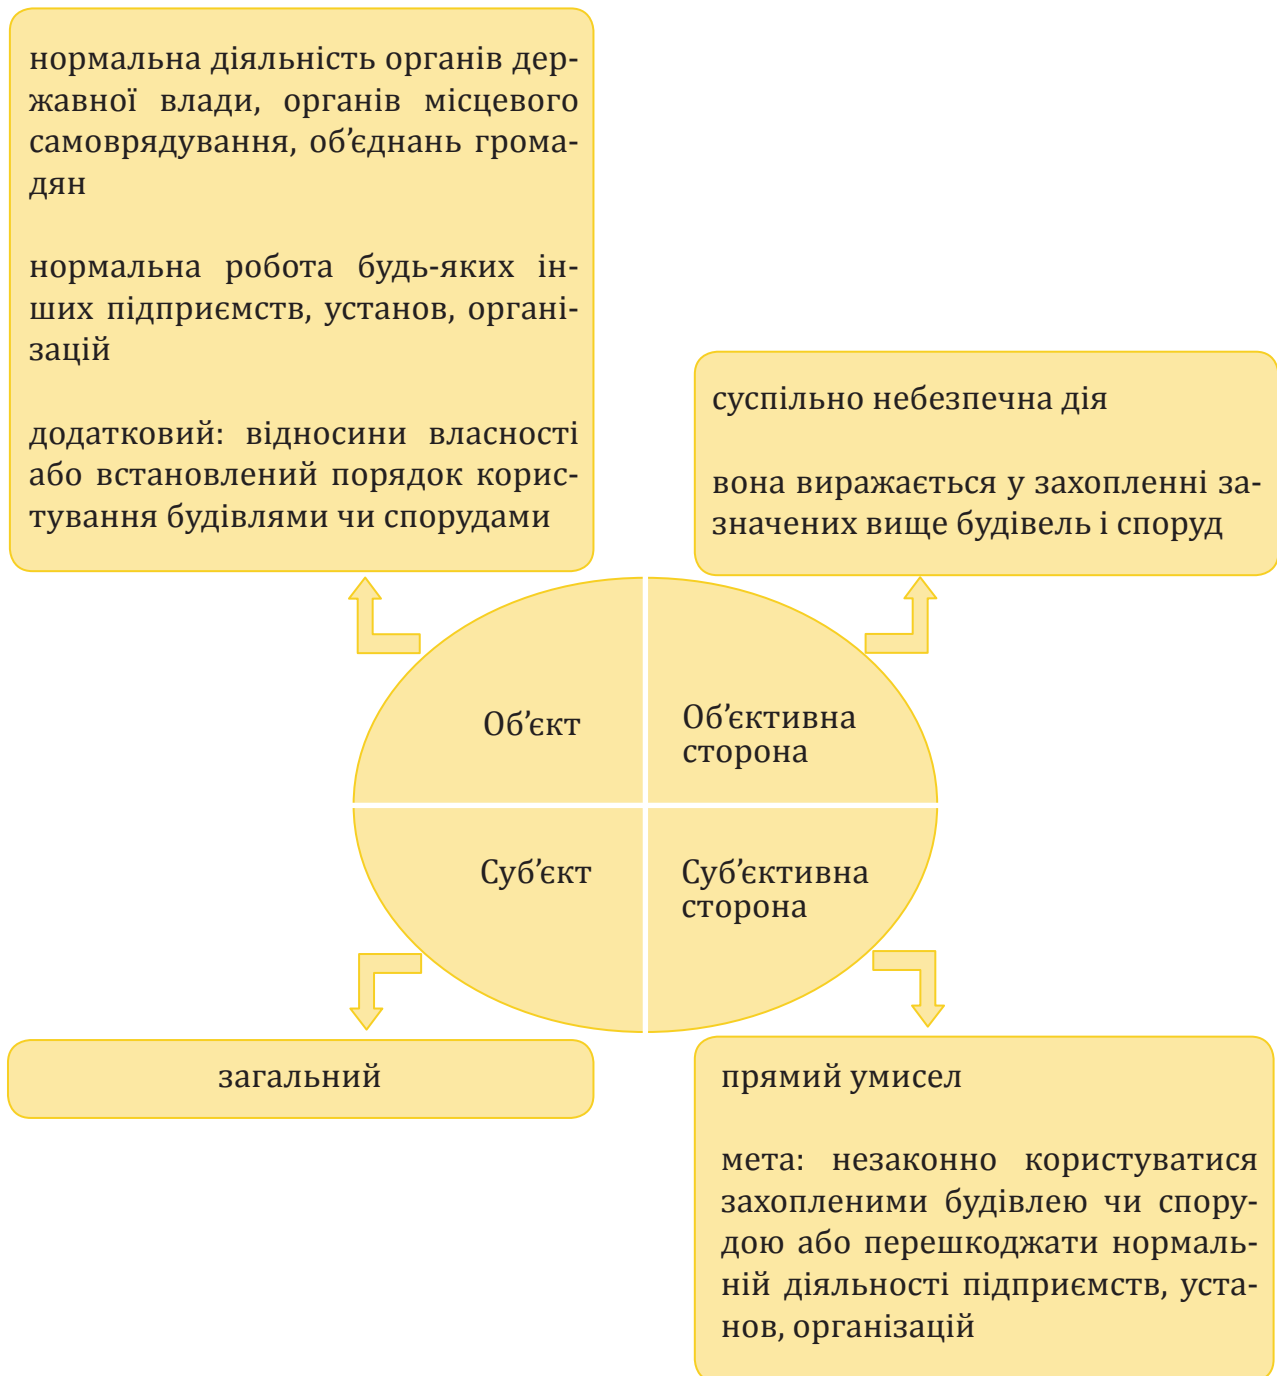 нормальна діяльність органів дер-
жавної влади, органів місцевого
самоврядування, об’єднань грома-
дян
нормальна робота будь-яких ін-
ших підприємств, установ, органі-
зацій
додатковий: відносини власності
або встановлений порядок корис-
тування будівлями чи спорудами
суспільно небезпечна дія
вона виражається у захопленні за-
значених вище будівель і споруд
Об’єкт
Об’єктивна
сторона
Суб’єкт
Суб’єктивна
сторона
загальний
прямий умисел
мета: незаконно користуватися
захопленими будівлею чи спору-
дою або перешкоджати нормаль-
ній діяльності підприємств, уста-
нов, організацій